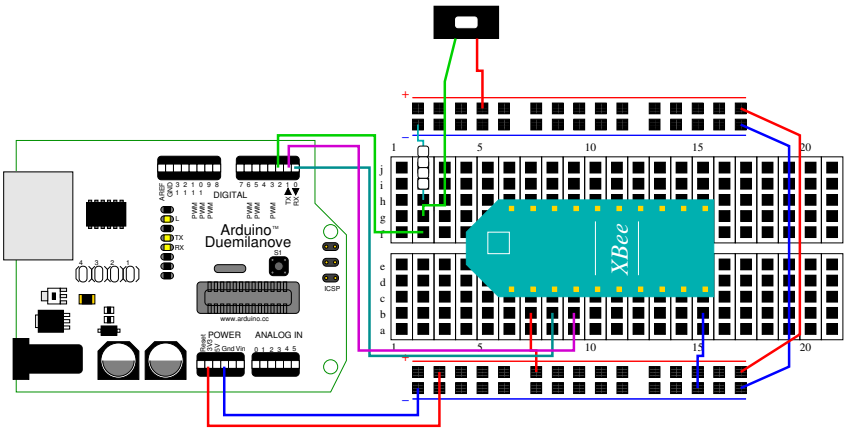 +
−
1 5 10 15 20
j
i
h
g
f
e
d
c
b
a
1 5 10 15 20
+
−
AREF
GND
13
12
11
10
9
8
7
6
5
4
3
2
1
0
DIGITAL
PWM
PWM
PWM
PWM
PWM
PWM
TX
RX
L
TX
RX
Arduino™
Duemilanove
S1
4 3 2 1
ICSP
www.arduino.cc
POWER
ANALOG IN
Reset
3V3
5V
Gnd Vin
0 1 2 3 4 5
XBee